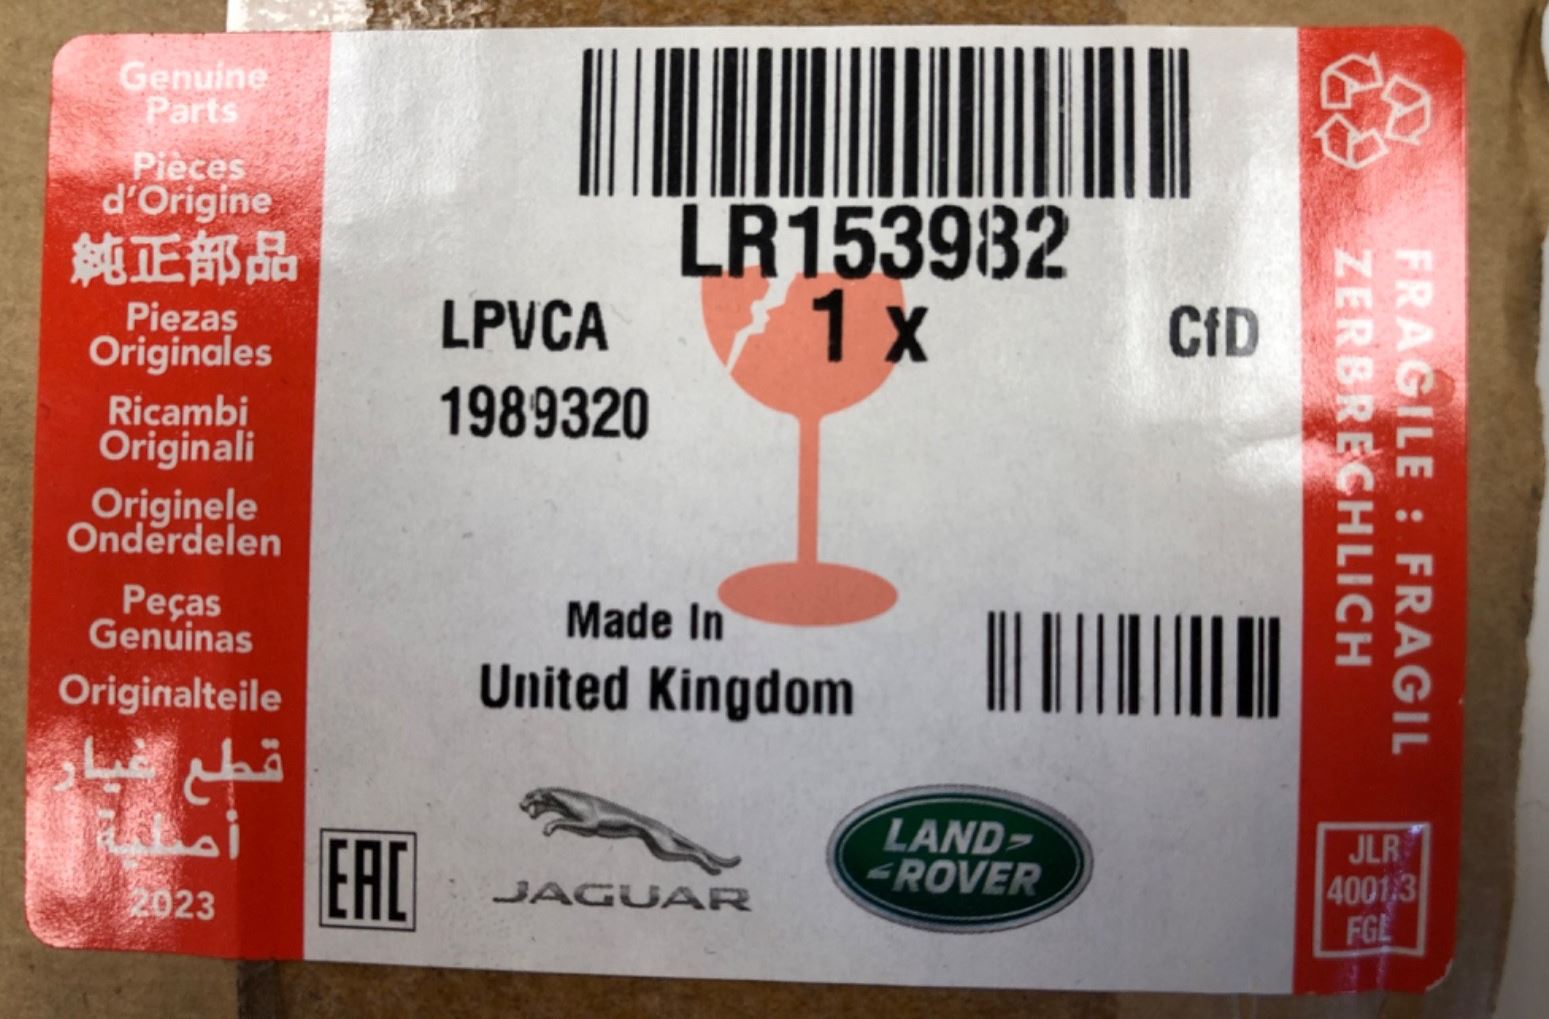 Genuine
Parts
Pièces
d'Origine
純正部品
Piezas
Originales
Ricambi
Originali
Originele
Onderdelen
Peças
Genuinas
Originalteile
قطع غيار
أصلية
2023
LR153982
LPVCA
1 x
CfD
1989320
Made In
United Kingdom
EAC
JAGUAR
LAND-
-ROVER
FRAGILE : FRAGIL
ZERBRECHLICH
JLR
4001.3
FGL